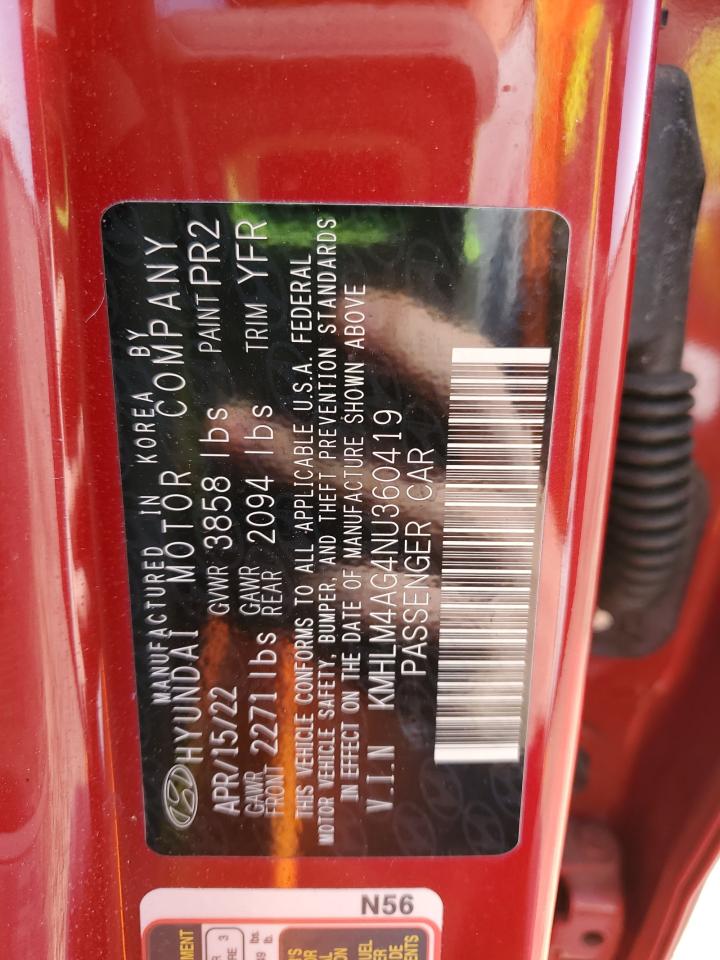 MANUFACTURED IN KOREA BY
HYUNDAI MOTOR COMPANY
APR/15/22 GVWR 3858 lbs PAINT PR2
GAWR FRONT 2271 lbs GAWR REAR 2094 lbs TRIM YFR
THIS VEHICLE CONFORMS TO ALL APPLICABLE U.S.A. FEDERAL
MOTOR VEHICLE SAFETY, BUMPER, AND THEFT PREVENTION STANDARDS
IN EFFECT ON THE DATE OF MANUFACTURE SHOWN ABOVE
V.I.N KMHLM4AG4NU360419
PASSENGER CAR
N56